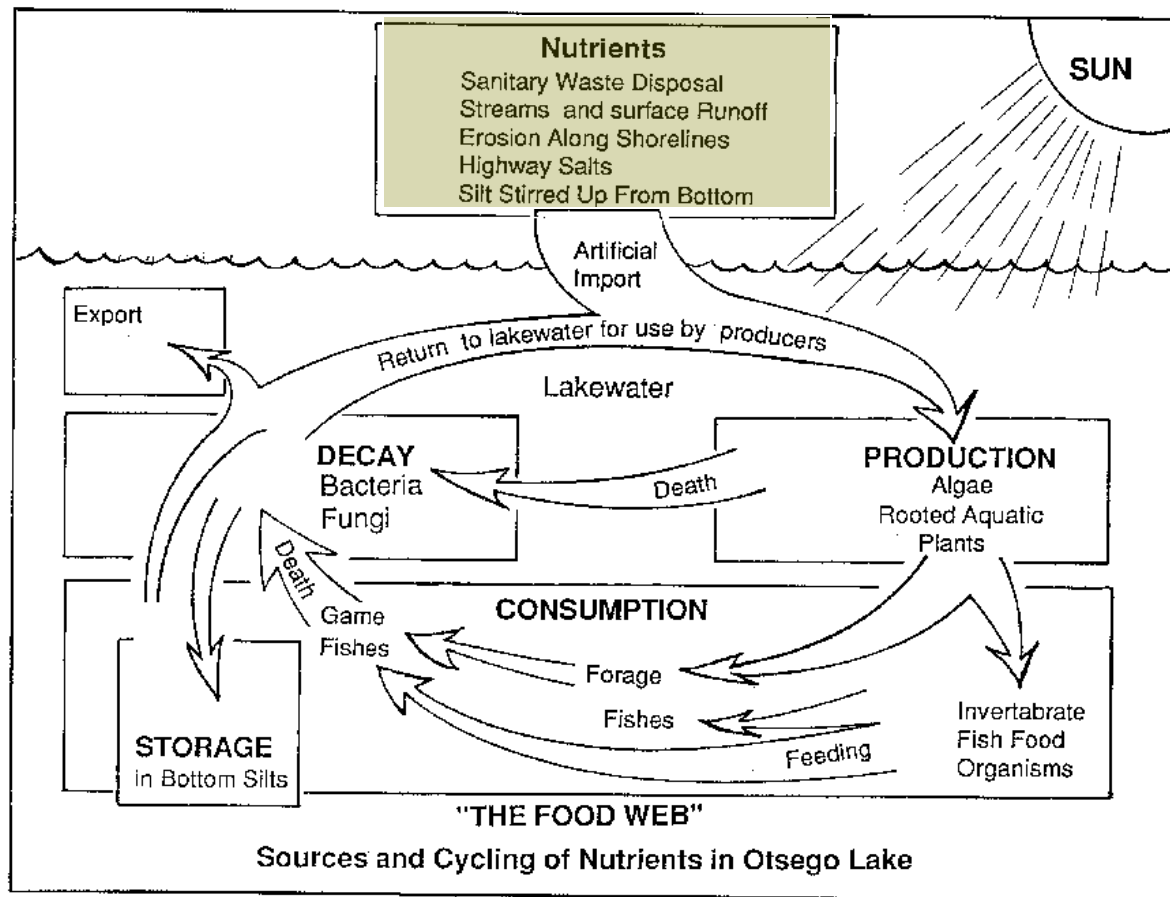 Nutrients
Sanitary Waste Disposal
Streams and surface Runoff
Erosion Along Shorelines
Highway Salts
Silt Stirred Up From Bottom
SUN
Artificial
Import
Export
Return to lakewater for use by producers
Lakewater
DECAY
Bacteria
Fungi
Death
PRODUCTION
Algae
Rooted Aquatic
Plants
Death
CONSUMPTION
Game
Fishes
Forage
Fishes
Feeding
Invertabrate
Fish Food
Organisms
STORAGE
in Bottom Silts
"THE FOOD WEB"
Sources and Cycling of Nutrients in Otsego Lake